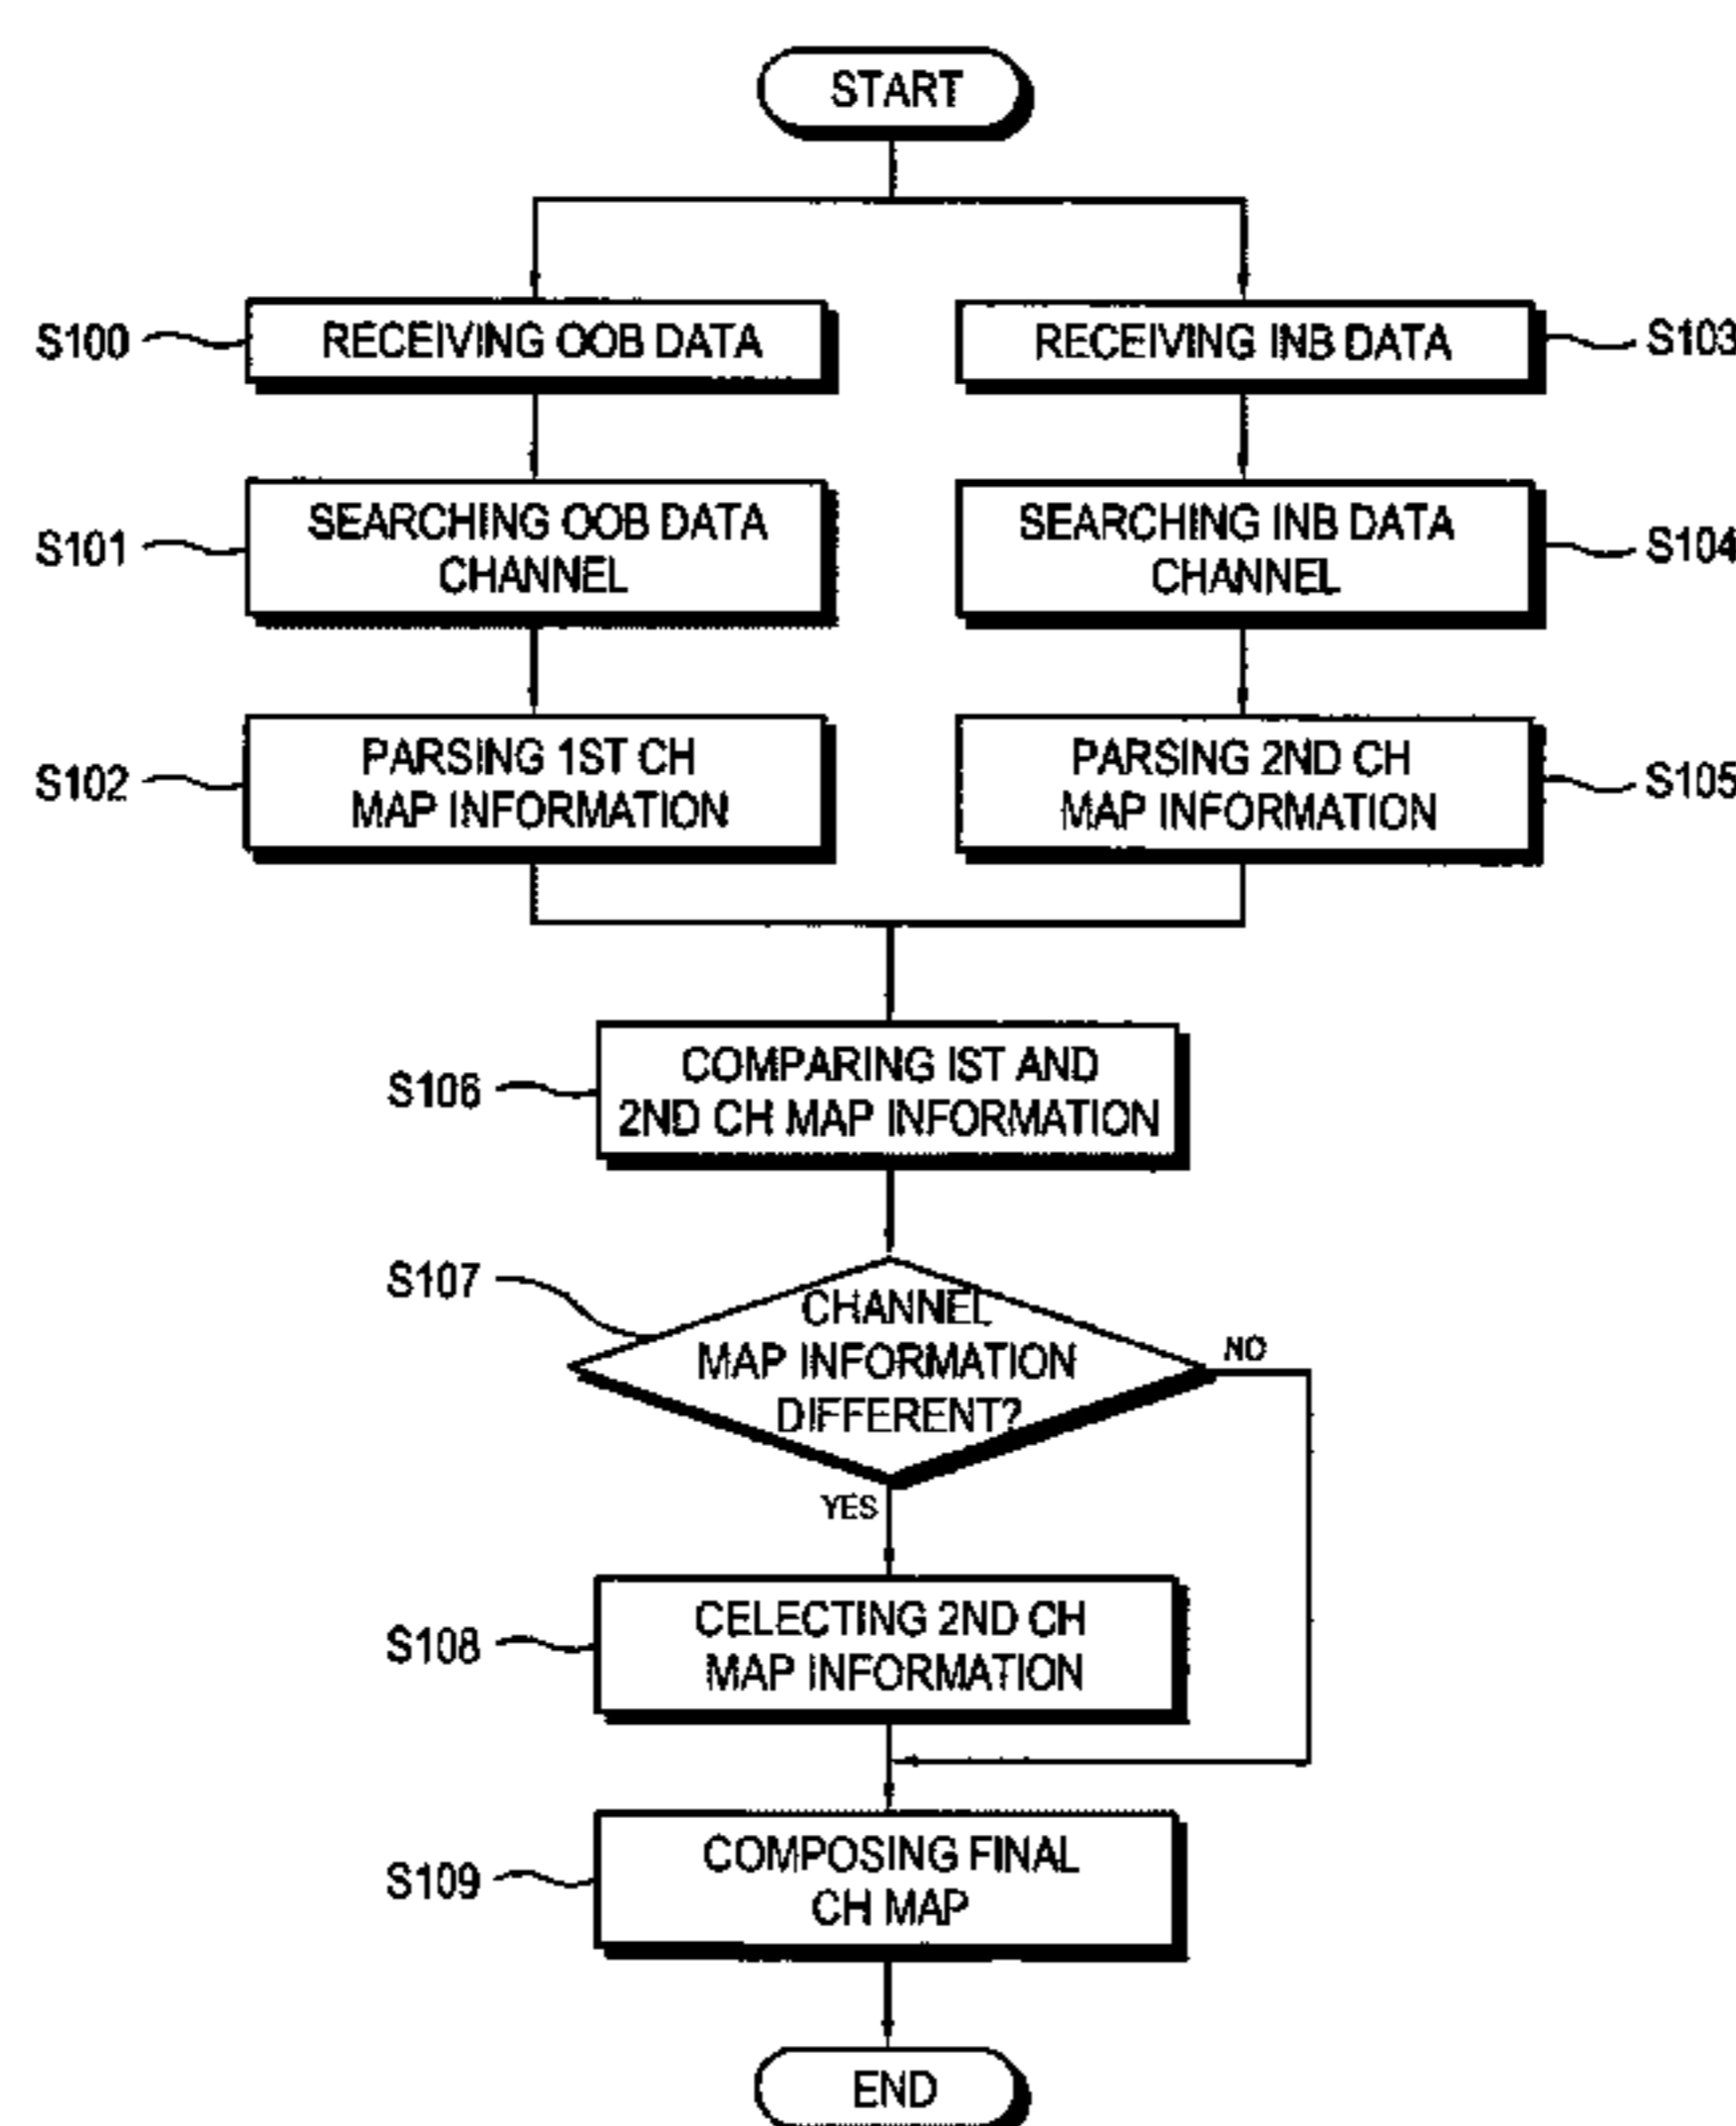 START
S100
RECEIVING OOB DATA
RECEIVING INB DATA
S103
S101
SEARCHING OOB DATA
CHANNEL
SEARCHING INB DATA
CHANNEL
S104
S102
PARSING 1ST CH
MAP INFORMATION
PARSING 2ND CH
MAP INFORMATION
S105
S106
COMPARING IST AND
2ND CH MAP INFORMATION
S107
CHANNEL
MAP INFORMATION
DIFFERENT?
NO
YES
S108
CELECTING 2ND CH
MAP INFORMATION
S109
COMPOSING FINAL
CH MAP
END